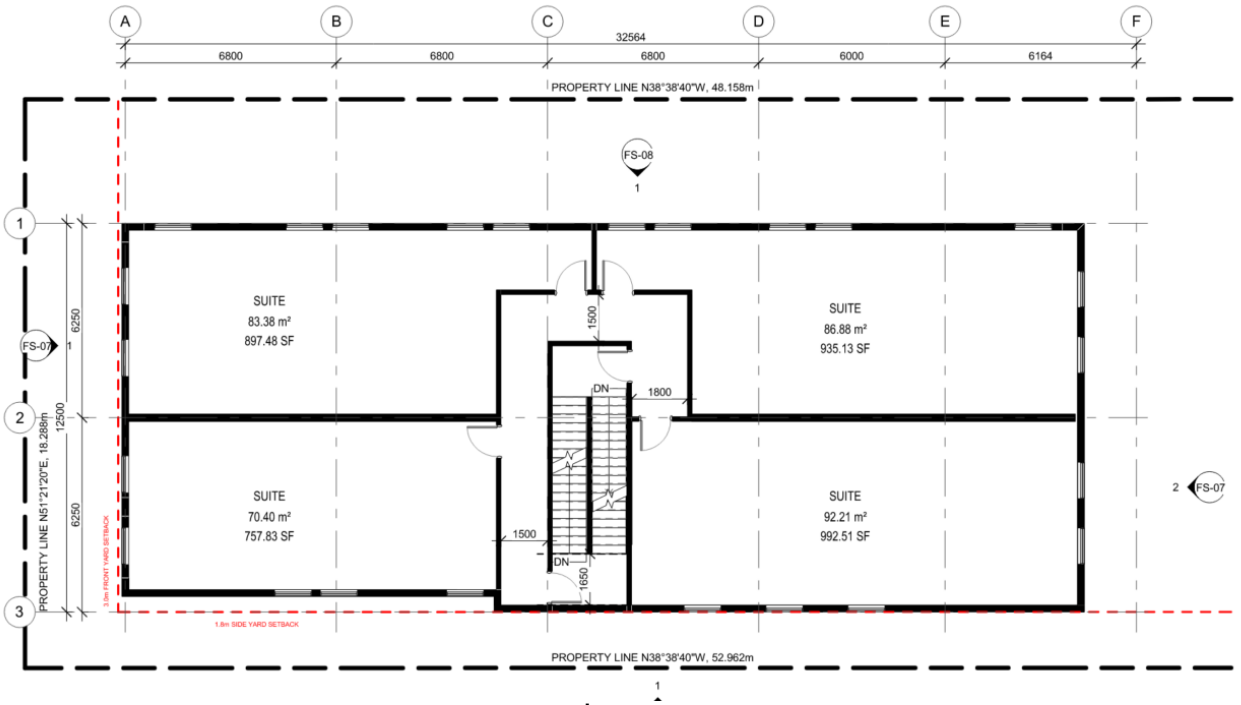 A B C D E F
32564
6800 6800 6800 6000 6164
PROPERTY LINE N38°38'40"W, 48.158m
FS-08
1
1
SUITE
83.38 m²
897.48 SF
SUITE
86.88 m²
935.13 SF
1500
6250
FS-07 1
DN
1800
2
12500
PROPERTY LINE N51°21'20"E, 18.288m
6250
SUITE
70.40 m²
757.83 SF
SUITE
92.21 m²
992.51 SF
2 FS-07
1500
DN
1650
3.0m FRONT YARD SETBACK
3
1.6m SIDE YARD SETBACK
PROPERTY LINE N38°38'40"W, 52.962m
1